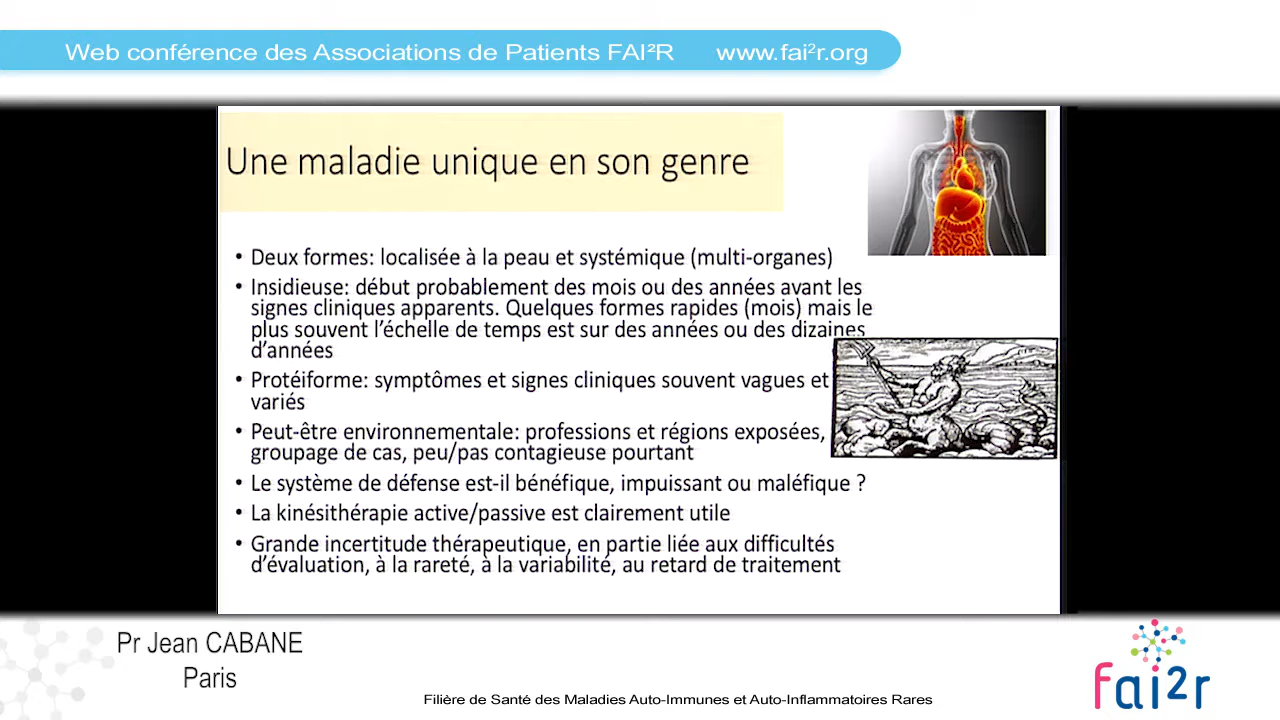 Web conférence des Associations de Patients FAI²R www.fai²r.org
Une maladie unique en son genre
• Deux formes: localisée à la peau et systémique (multi-organes)
• Insidieuse: début probablement des mois ou des années avant les
signes cliniques apparents. Quelques formes rapides (mois) mais le
plus souvent l'échelle de temps est sur des années ou des dizaines
d'années
• Protéiforme: symptômes et signes cliniques souvent vagues et
variés
• Peut-être environnementale: professions et régions exposées,
groupage de cas, peu/pas contagieuse pourtant
• Le système de défense est-il bénéfique, impuissant ou maléfique ?
• La kinésithérapie active/passive est clairement utile
• Grande incertitude thérapeutique, en partie liée aux difficultés
d'évaluation, à la rareté, à la variabilité, au retard de traitement
Pr Jean CABANE
Paris
Filière de Santé des Maladies Auto-Immunes et Auto-Inflammatoires Rares
fai2r